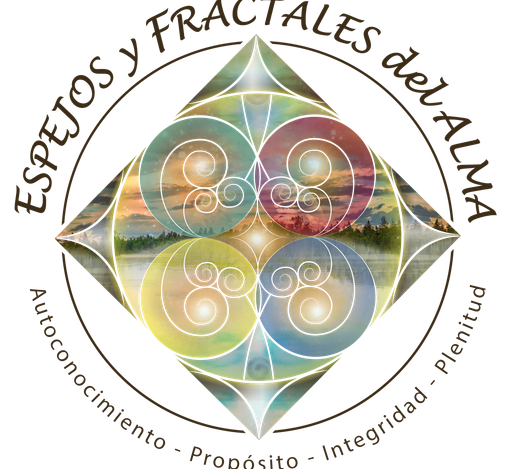 ESPEJOS y FRACTALES del ALMA
Autoconocimiento - Propósito - Integridad - Plenitud